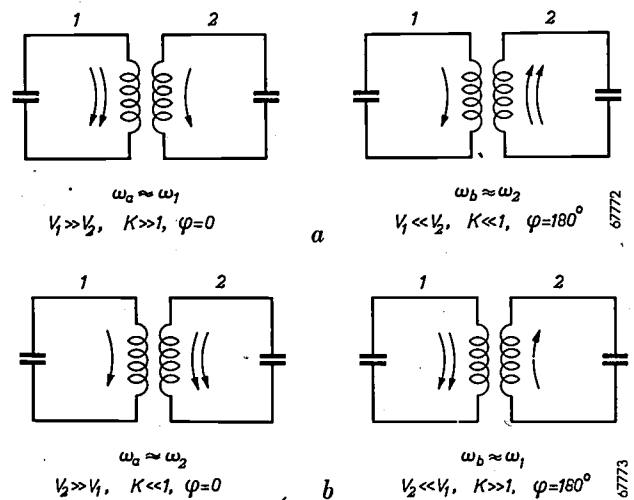 1 2 1 2
ωa≈ω1 ωb≈ω2
V1≫V2, K≫1, φ=0 V1≪V2, K≪1, φ=180°
67772
a
1 2 1 2
ωa≈ω2 ωb≈ω1
V2≫V1, K≪1, φ=0 V2≪V1, K≫1, φ=180°
67773
b